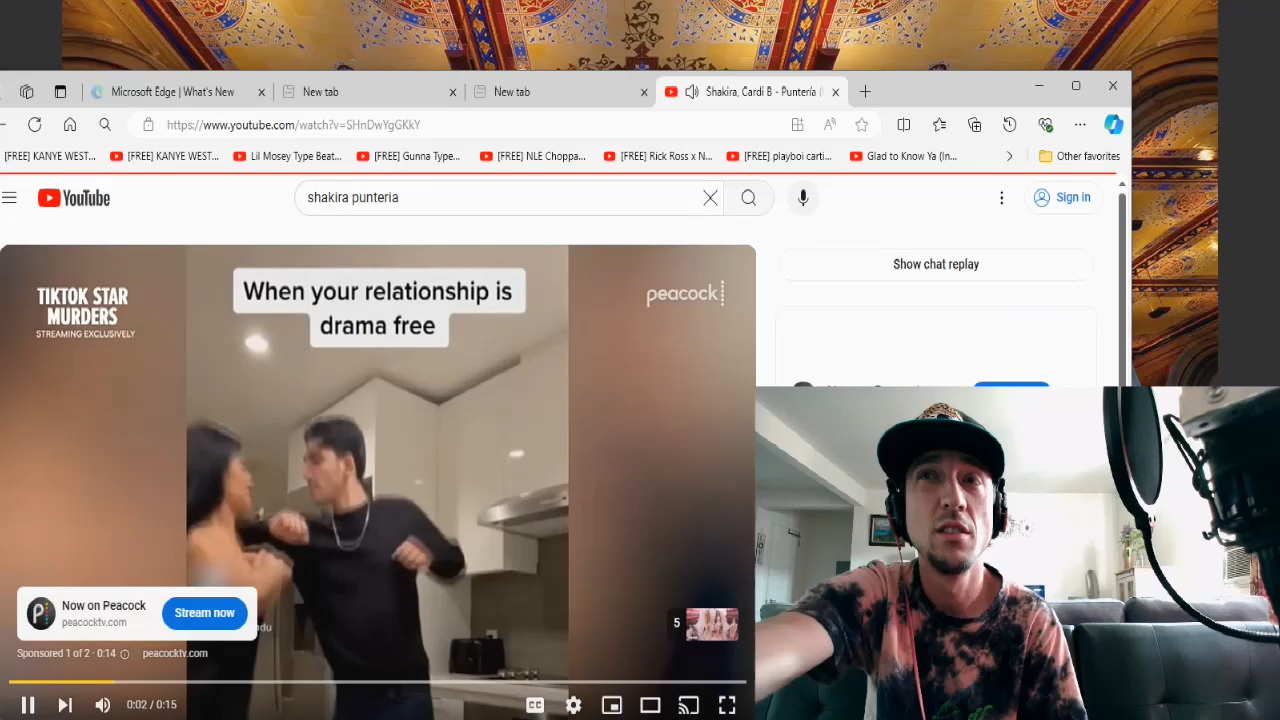 Microsoft Edge | What's New
New tab
New tab
Shakira, Cardi B - Puntería (
https://www.youtube.com/watch?v=SHnDwYgGKkY
[FREE] KANYE WEST...
[FREE] KANYE WEST...
Lil Mosey Type Beat...
[FREE] Gunna Type...
[FREE] NLE Choppa...
[FREE] Rick Ross x N...
[FREE] playboi carti...
Glad to Know Ya (In...
Other favorites
YouTube
shakira punteria
Sign in
Show chat replay
TIKTOK STAR
MURDERS
STREAMING EXCLUSIVELY
When your relationship is
drama free
peacock
Now on Peacock
peacocktv.com
Stream now
5
Sponsored 1 of 2 · 0:14
peacocktv.com
0:02 / 0:15
CC